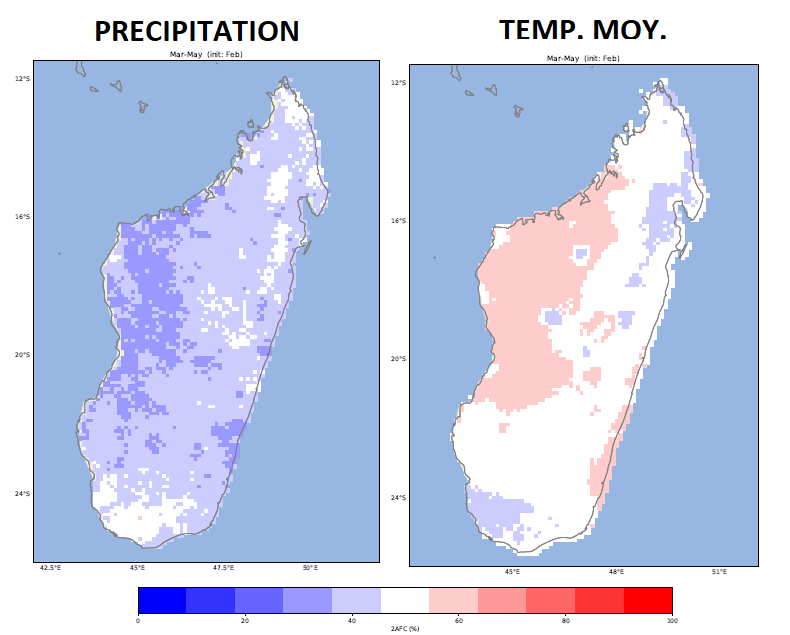 PRECIPITATION
Mar-May (init: Feb)
12°S
16°S
20°S
24°S
42.5°E 45°E 47.5°E 50°E
TEMP. MOY.
Mar-May (init: Feb)
12°S
16°S
20°S
24°S
45°E 48°E 51°E
0 20 40 60 80 100
2AFC (%)